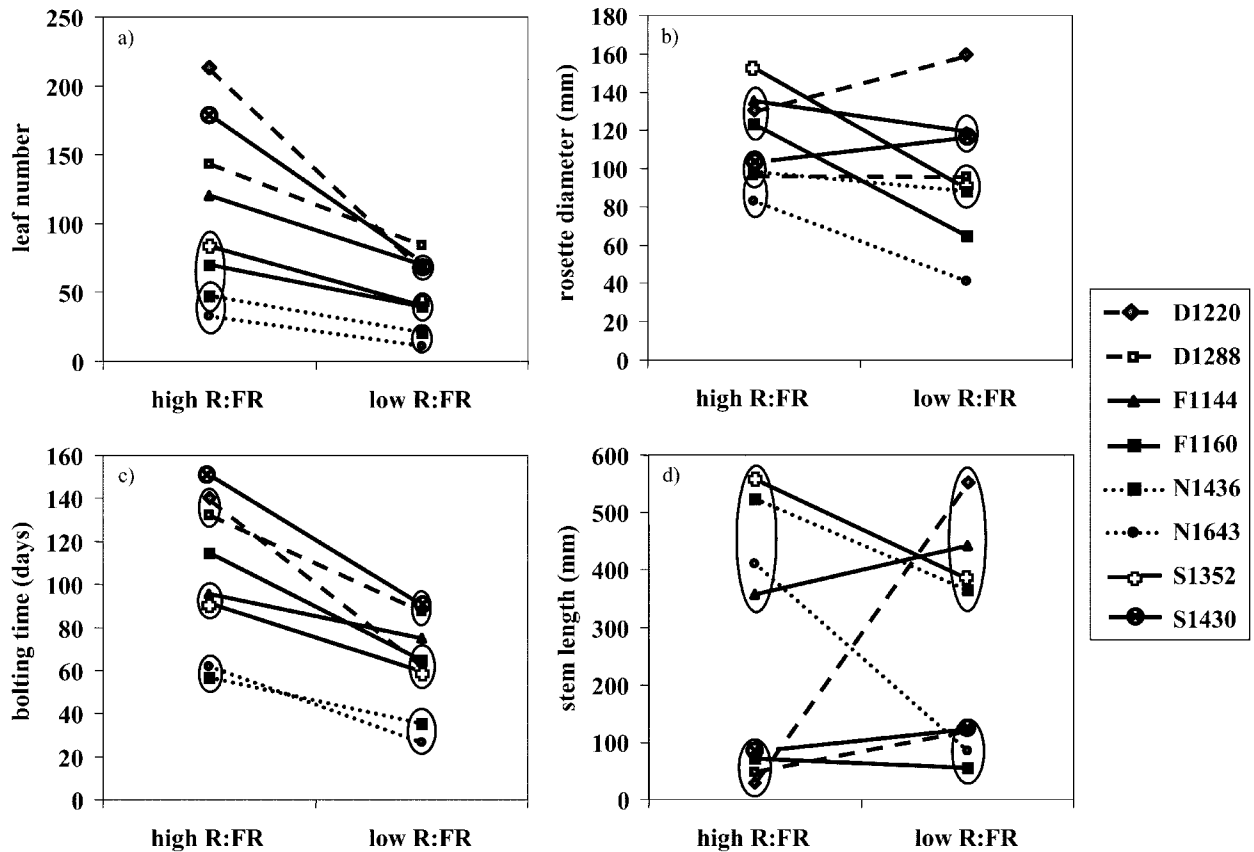 a)
250
200
150
100
50
0
leaf number
high R:FR
low R:FR
b)
180
160
140
120
100
80
60
40
20
0
rosette diameter (mm)
high R:FR
low R:FR
c)
160
140
120
100
80
60
40
20
0
bolting time (days)
high R:FR
low R:FR
d)
600
500
400
300
200
100
0
stem length (mm)
high R:FR
low R:FR
D1220
D1288
F1144
F1160
N1436
N1643
S1352
S1430